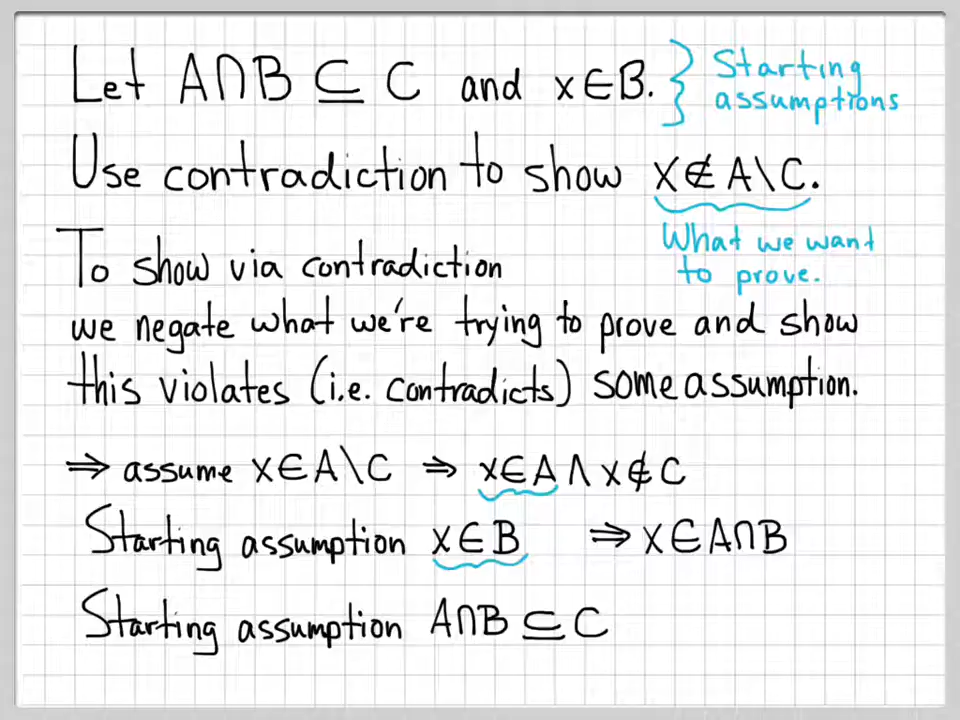 Let A∩B ⊆ C and x∈B. } Starting assumptions
Use contradiction to show x∉A\C.
What we want to prove.
To show via contradiction
we negate what we're trying to prove and show
this violates (i.e. contradicts) some assumption.
⇒ assume x∈A\C ⇒ x∈A ∧ x∉C
Starting assumption x∈B ⇒ x∈A∩B
Starting assumption A∩B ⊆ C